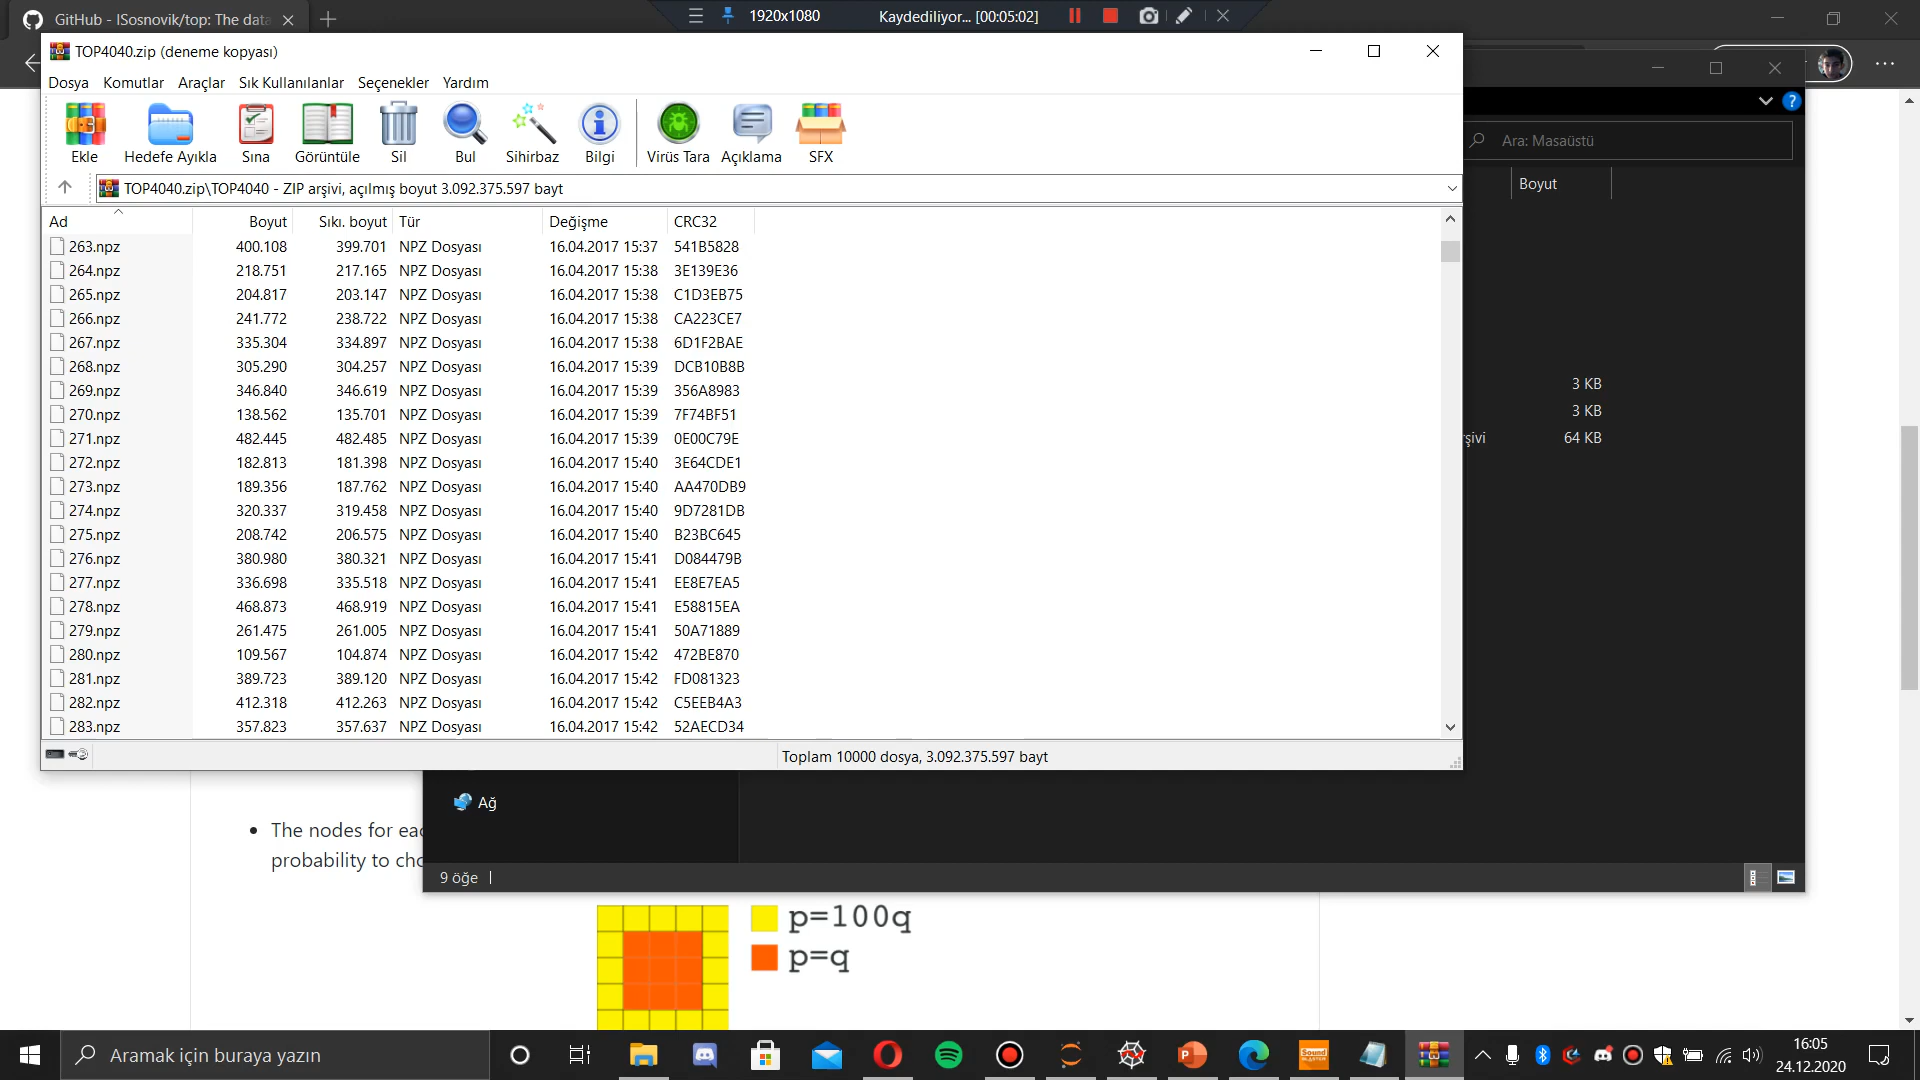 GitHub - ISosnovik/top: The data
1920x1080
Kaydediliyor... [00:05:02]
TOP4040.zip (deneme kopyası)
Dosya Komutlar Araçlar Sık Kullanılanlar Seçenekler Yardım
Ekle Hedefe Ayıkla Sına Görüntüle Sil Bul Sihirbaz Bilgi Virüs Tara Açıklama SFX
Ara: Masaüstü
TOP4040.zip\TOP4040 - ZIP arşivi, açılmış boyut 3.092.375.597 bayt
Boyut
Ad Boyut Sıkı. boyut Tür Değişme CRC32
263.npz 400.108 399.701 NPZ Dosyası 16.04.2017 15:37 541B5828
264.npz 218.751 217.165 NPZ Dosyası 16.04.2017 15:38 3E139E36
265.npz 204.817 203.147 NPZ Dosyası 16.04.2017 15:38 C1D3EB75
266.npz 241.772 238.722 NPZ Dosyası 16.04.2017 15:38 CA223CE7
267.npz 335.304 334.897 NPZ Dosyası 16.04.2017 15:38 6D1F2BAE
268.npz 305.290 304.257 NPZ Dosyası 16.04.2017 15:39 DCB10B8B
269.npz 346.840 346.619 NPZ Dosyası 16.04.2017 15:39 356A8983
270.npz 138.562 135.701 NPZ Dosyası 16.04.2017 15:39 7F74BF51
271.npz 482.445 482.485 NPZ Dosyası 16.04.2017 15:39 0E00C79E
272.npz 182.813 181.398 NPZ Dosyası 16.04.2017 15:40 3E64CDE1
273.npz 189.356 187.762 NPZ Dosyası 16.04.2017 15:40 AA470DB9
274.npz 320.337 319.458 NPZ Dosyası 16.04.2017 15:40 9D7281DB
275.npz 208.742 206.575 NPZ Dosyası 16.04.2017 15:40 B23BC645
276.npz 380.980 380.321 NPZ Dosyası 16.04.2017 15:41 D084479B
277.npz 336.698 335.518 NPZ Dosyası 16.04.2017 15:41 EE8E7EA5
278.npz 468.873 468.919 NPZ Dosyası 16.04.2017 15:41 E58815EA
279.npz 261.475 261.005 NPZ Dosyası 16.04.2017 15:41 50A71889
280.npz 109.567 104.874 NPZ Dosyası 16.04.2017 15:42 472BE870
281.npz 389.723 389.120 NPZ Dosyası 16.04.2017 15:42 FD081323
282.npz 412.318 412.263 NPZ Dosyası 16.04.2017 15:42 C5EEB4A3
283.npz 357.823 357.637 NPZ Dosyası 16.04.2017 15:42 52AECD34
3 KB
3 KB
rşivi 64 KB
Toplam 10000 dosya, 3.092.375.597 bayt
Ağ
The nodes for eac
probability to cho
9 öğe
p=100q
p=q
Aramak için buraya yazın
16:05
24.12.2020